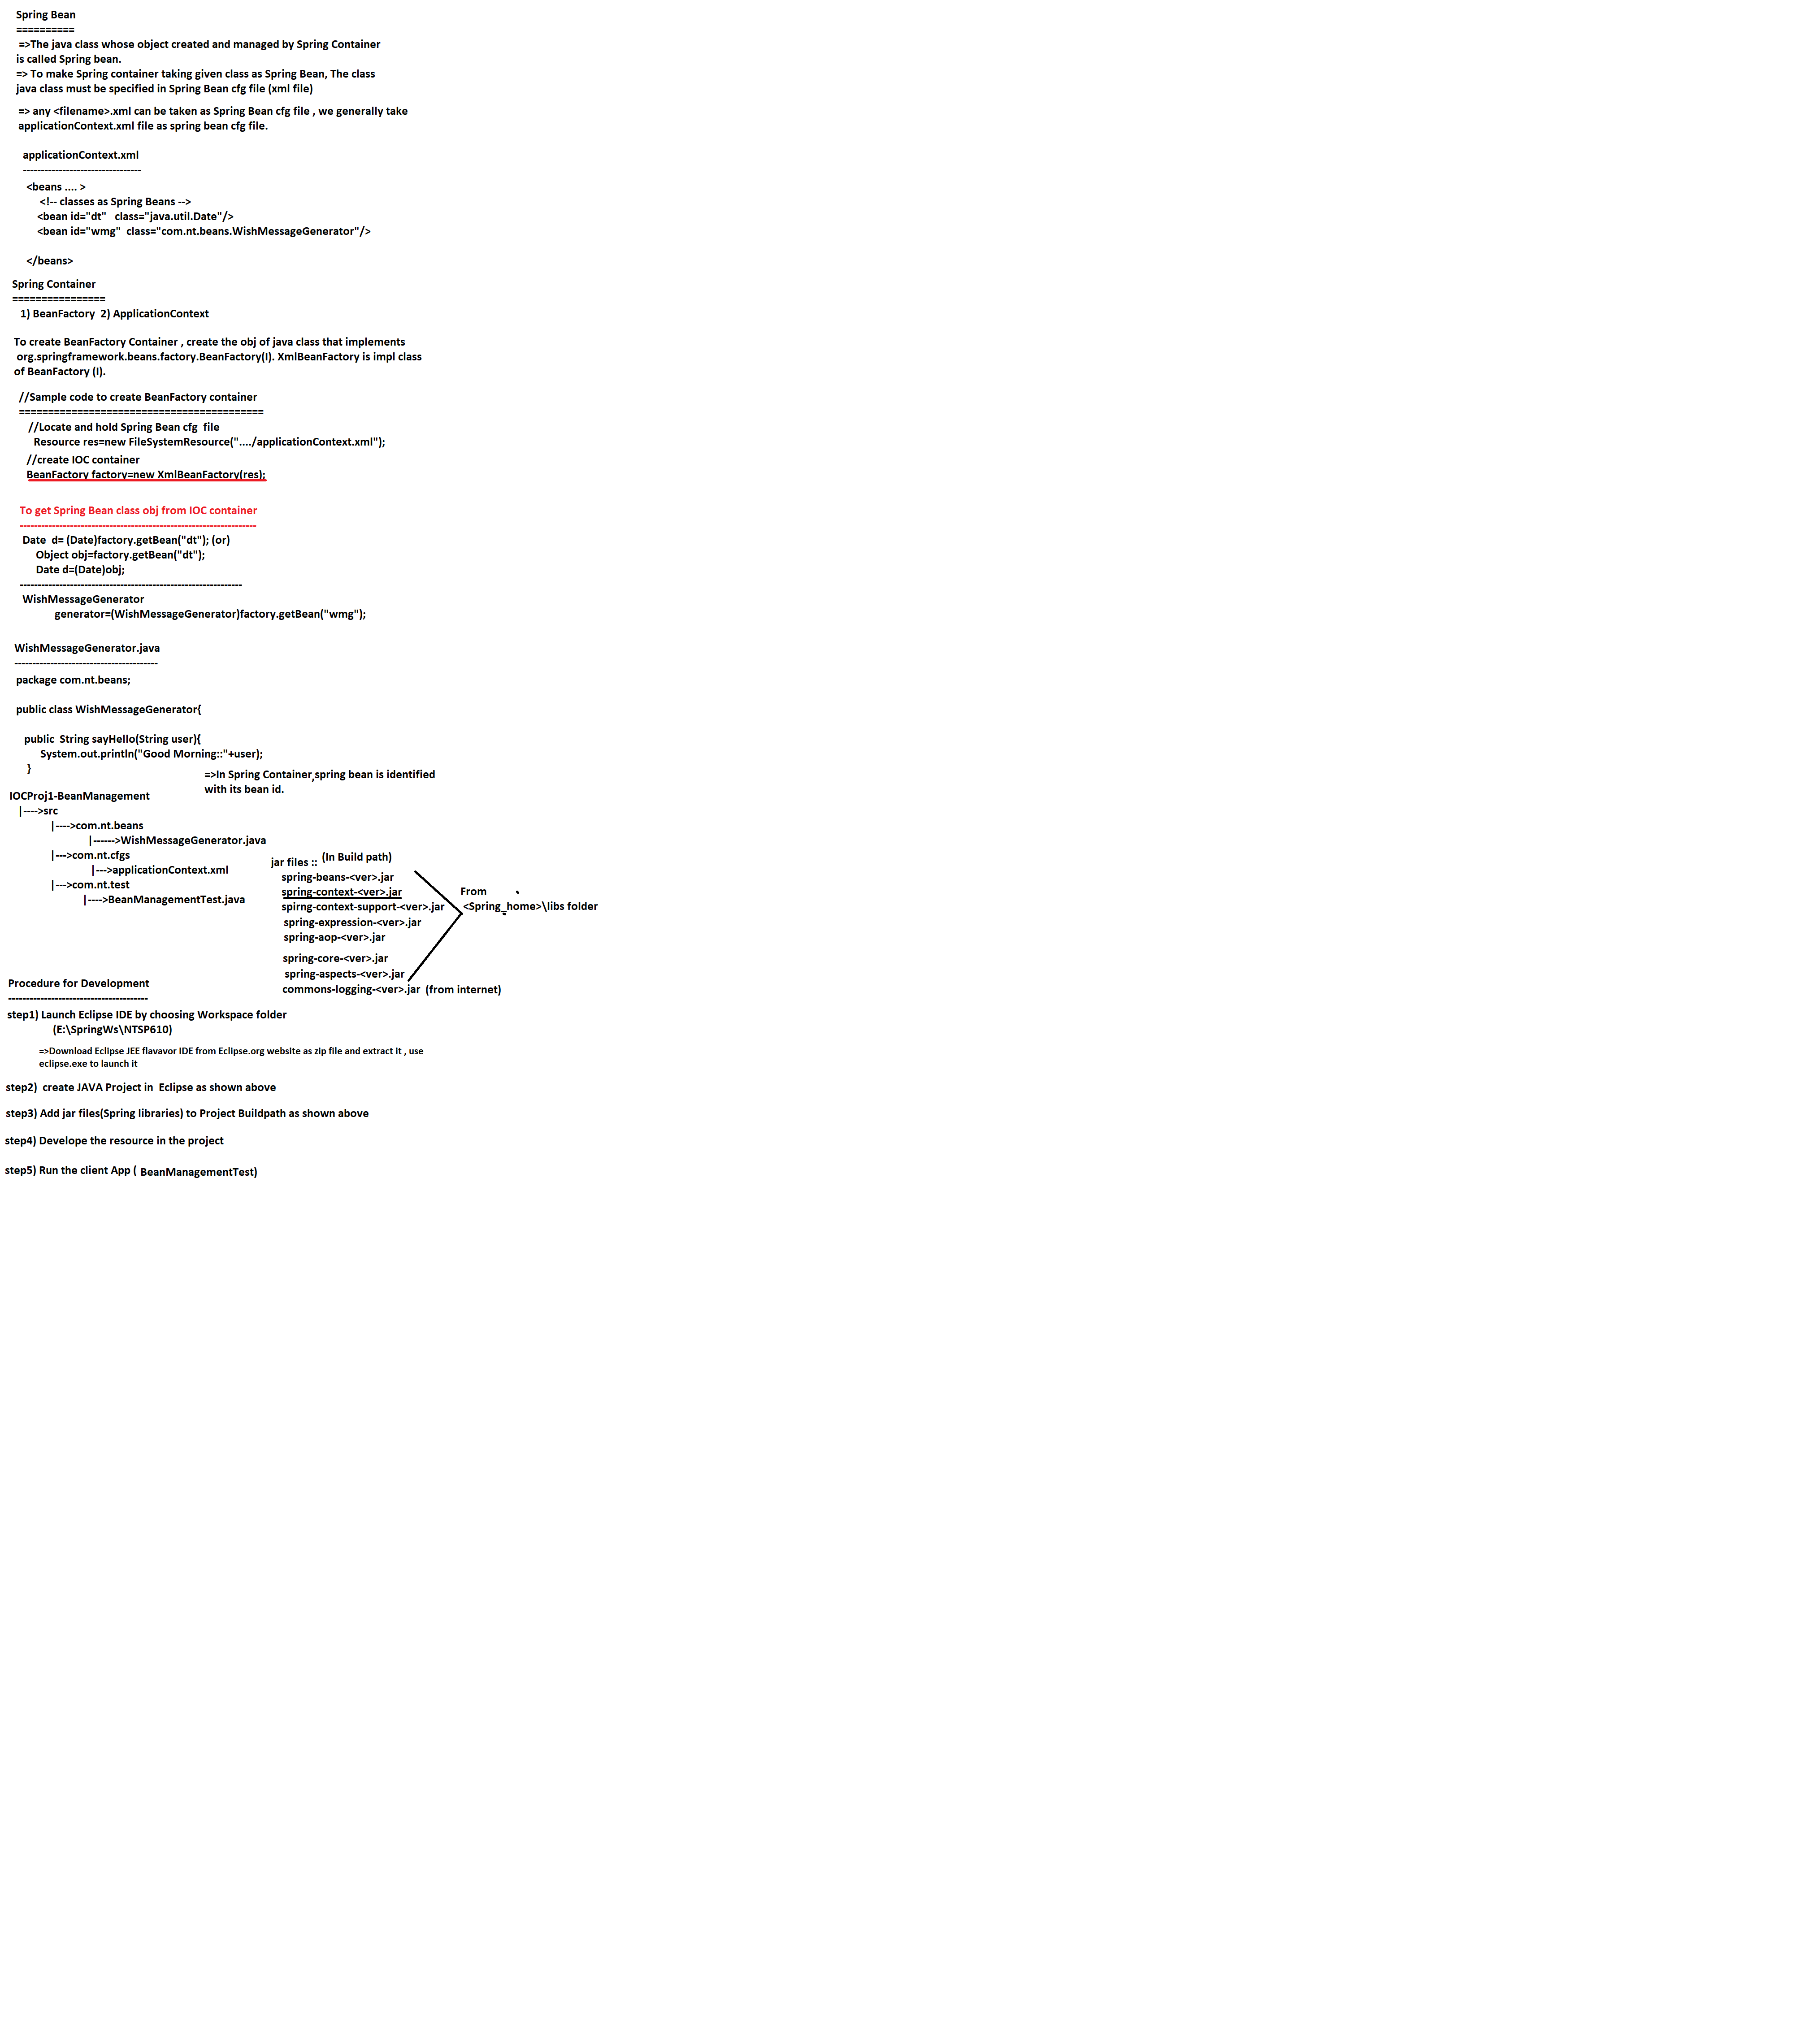 Spring Bean
==========
=>The java class whose object created and managed by Spring Container
is called Spring bean.
=> To make Spring container taking given class as Spring Bean, The class
java class must be specified in Spring Bean cfg file (xml file)
=> any <filename>.xml can be taken as Spring Bean cfg file , we generally take
applicationContext.xml file as spring bean cfg file.
applicationContext.xml
---------------------------------
<beans .... >
<!-- classes as Spring Beans -->
<bean id="dt" class="java.util.Date"/>
<bean id="wmg" class="com.nt.beans.WishMessageGenerator"/>
</beans>
Spring Container
================
1) BeanFactory 2) ApplicationContext
To create BeanFactory Container , create the obj of java class that implements
org.springframework.beans.factory.BeanFactory(I). XmlBeanFactory is impl class
of BeanFactory (I).
//Sample code to create BeanFactory container
==========================================
//Locate and hold Spring Bean cfg file
Resource res=new FileSystemResource("..../applicationContext.xml");
//create IOC container
BeanFactory factory=new XmlBeanFactory(res);
To get Spring Bean class obj from IOC container
------------------------------------------------------------------
Date d= (Date)factory.getBean("dt"); (or)
Object obj=factory.getBean("dt");
Date d=(Date)obj;
--------------------------------------------------------------
WishMessageGenerator
generator=(WishMessageGenerator)factory.getBean("wmg");
WishMessageGenerator.java
----------------------------------------
package com.nt.beans;
public class WishMessageGenerator{
public String sayHello(String user){
System.out.println("Good Morning::"+user);
}
=>In Spring Container,spring bean is identified
with its bean id.
IOCProj1-BeanManagement
|---->src
|---->com.nt.beans
|------>WishMessageGenerator.java
|--->com.nt.cfgs
|--->applicationContext.xml
|--->com.nt.test
|---->BeanManagementTest.java
jar files :: (In Build path)
spring-beans-<ver>.jar
spring-context-<ver>.jar
spirng-context-support-<ver>.jar
spring-expression-<ver>.jar
spring-aop-<ver>.jar
spring-core-<ver>.jar
spring-aspects-<ver>.jar
commons-logging-<ver>.jar (from internet)
From
<Spring_home>\libs folder
Procedure for Development
---------------------------------------
step1) Launch Eclipse IDE by choosing Workspace folder
(E:\SpringWs\NTSP610)
=>Download Eclipse JEE flavavor IDE from Eclipse.org website as zip file and extract it , use
eclipse.exe to launch it
step2) create JAVA Project in Eclipse as shown above
step3) Add jar files(Spring libraries) to Project Buildpath as shown above
step4) Develope the resource in the project
step5) Run the client App ( BeanManagementTest)